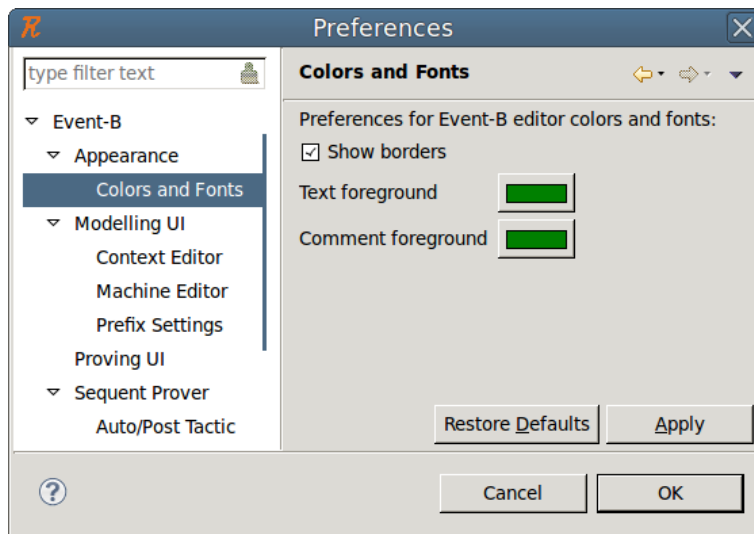 Preferences
type filter text
Colors and Fonts
Event-B
Appearance
Colors and Fonts
Modelling UI
Context Editor
Machine Editor
Prefix Settings
Proving UI
Sequent Prover
Auto/Post Tactic
Preferences for Event-B editor colors and fonts:
Show borders
Text foreground
Comment foreground
Restore Defaults
Apply
?
Cancel
OK